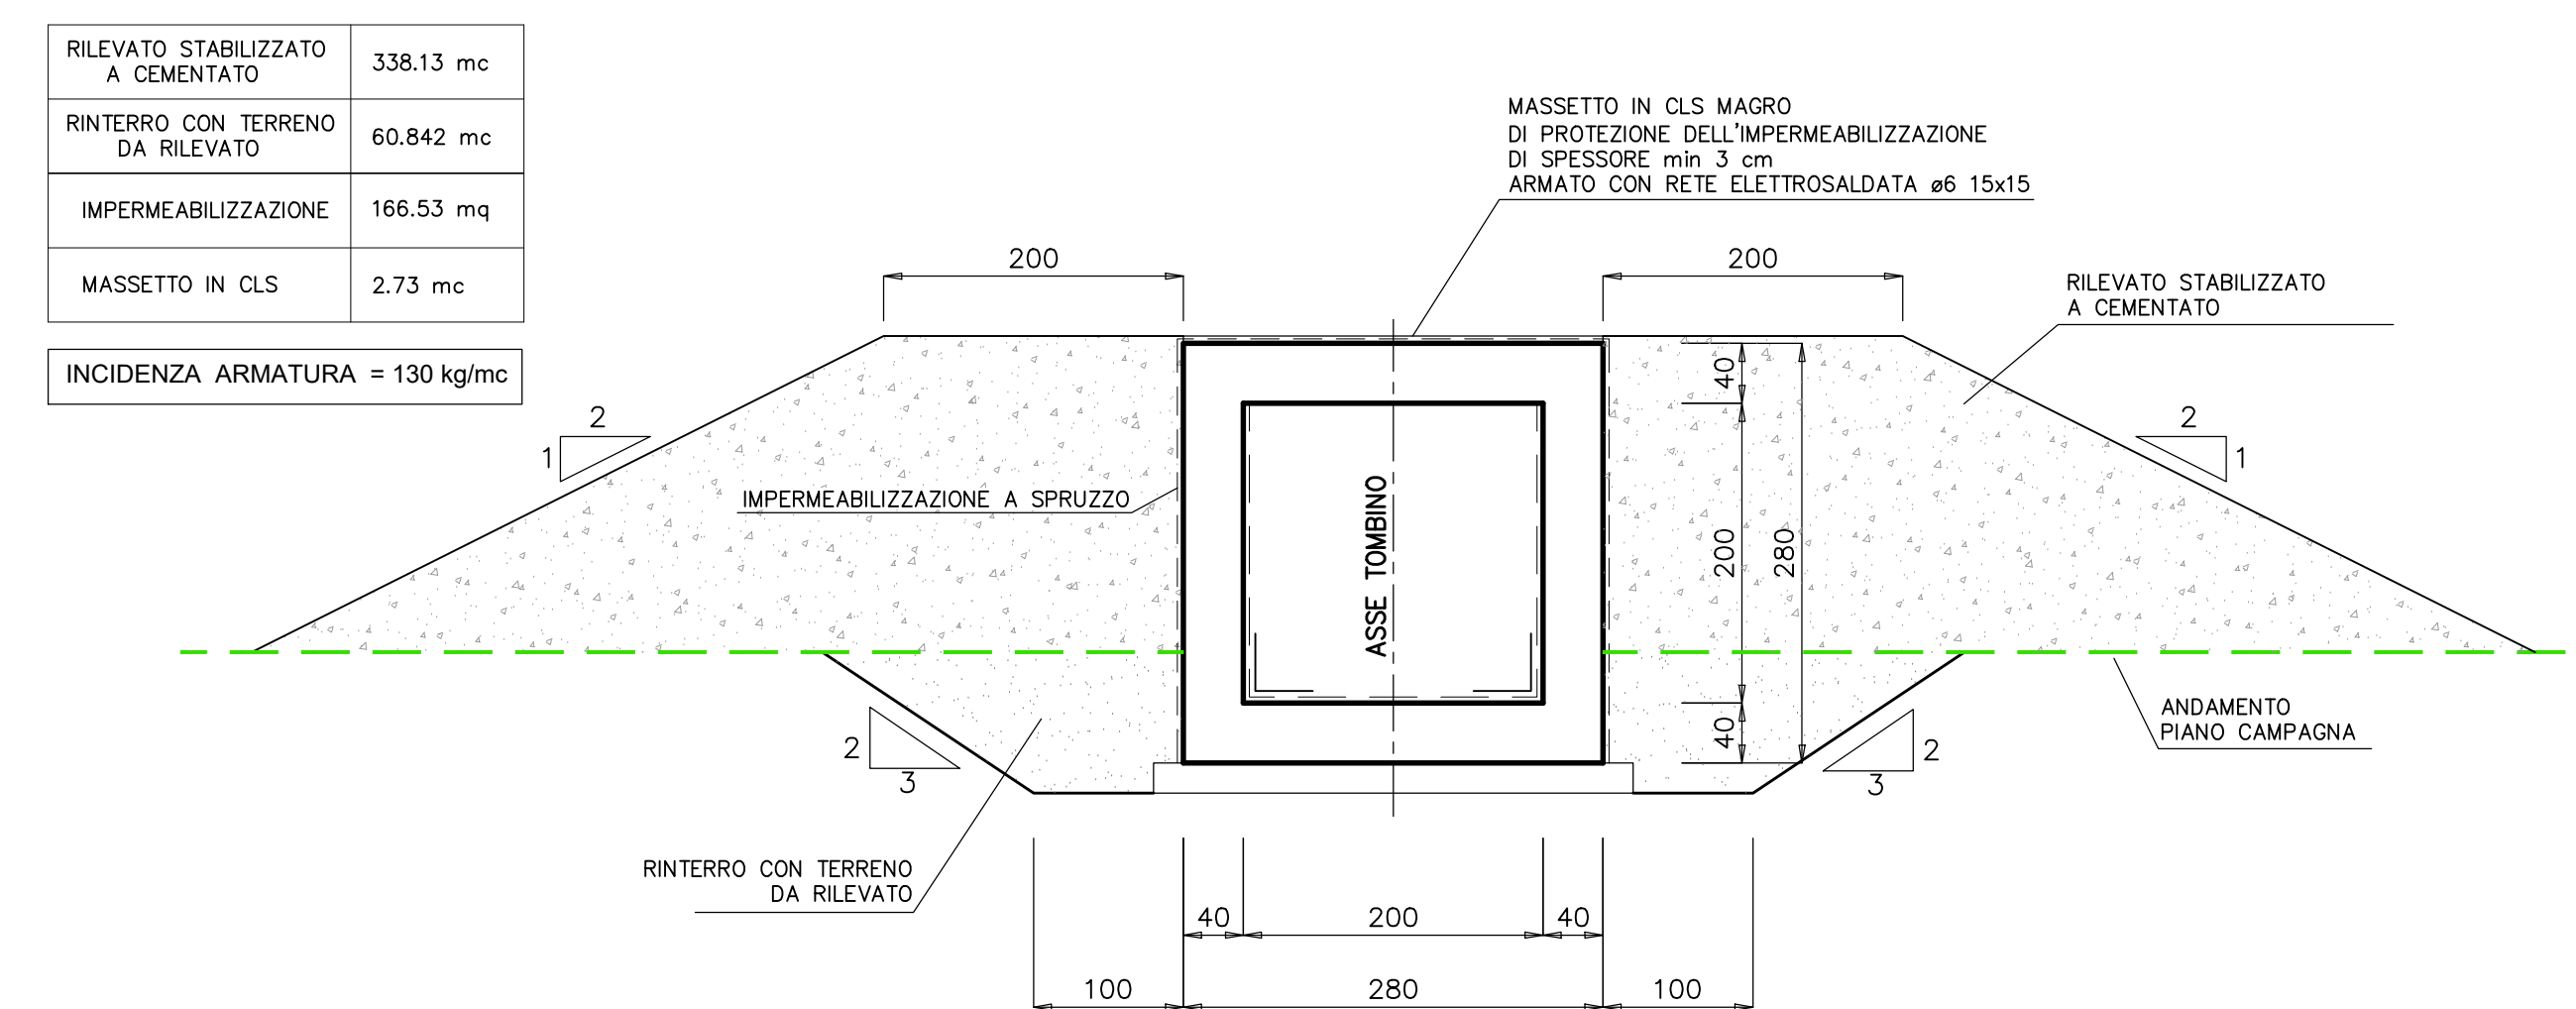 RILEVATO STABILIZZATO
A CEMENTATO
338.13 mc
RINTERRO CON TERRENO
DA RILEVATO
60.842 mc
IMPERMEABILIZZAZIONE
166.53 mq
MASSETTO IN CLS
2.73 mc
INCIDENZA ARMATURA = 130 kg/mc
MASSETTO IN CLS MAGRO
DI PROTEZIONE DELL'IMPERMEABILIZZAZIONE
DI SPESSORE min 3 cm
ARMATO CON RETE ELETTROSALDATA ø6 15x15
200
200
RILEVATO STABILIZZATO
A CEMENTATO
40
2
1
2
1
IMPERMEABILIZZAZIONE A SPRUZZO
ASSE TOMBINO
200
280
40
2
3
2
3
ANDAMENTO
PIANO CAMPAGNA
RINTERRO CON TERRENO
DA RILEVATO
40
200
40
100
280
100